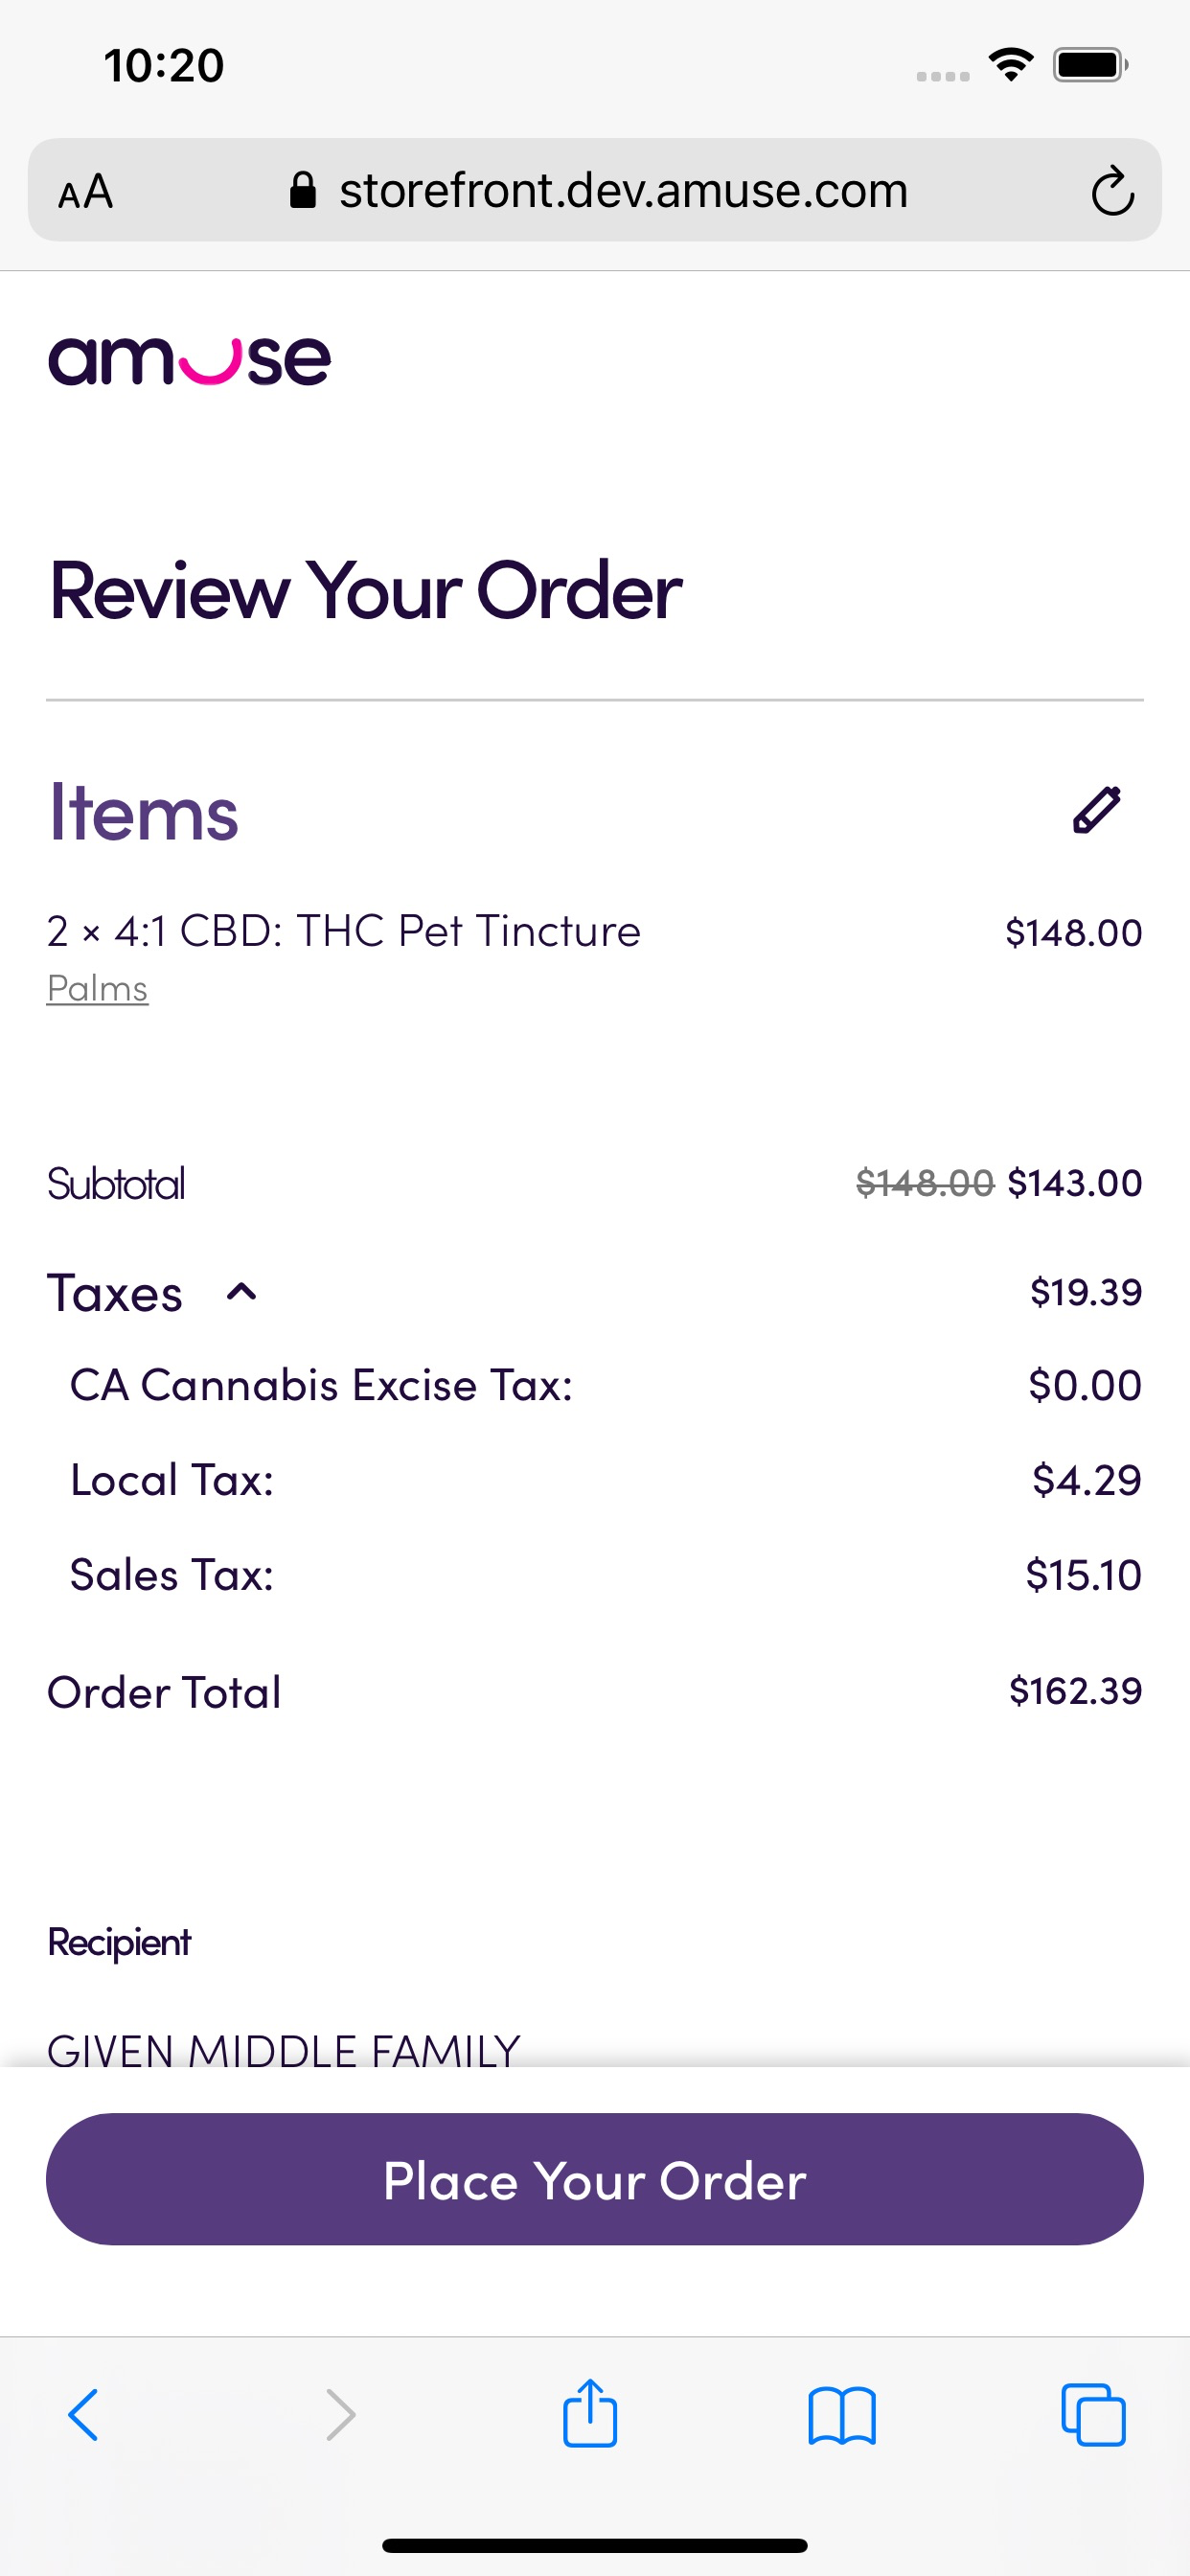 10:20
AA storefront.dev.amuse.com
amuse
Review Your Order
Items
2 × 4:1 CBD: THC Pet Tincture $148.00
Palms
Subtotal $148.00 $143.00
Taxes $19.39
CA Cannabis Excise Tax: $0.00
Local Tax: $4.29
Sales Tax: $15.10
Order Total $162.39
Recipient
GIVEN MIDDLE FAMILY
Place Your Order